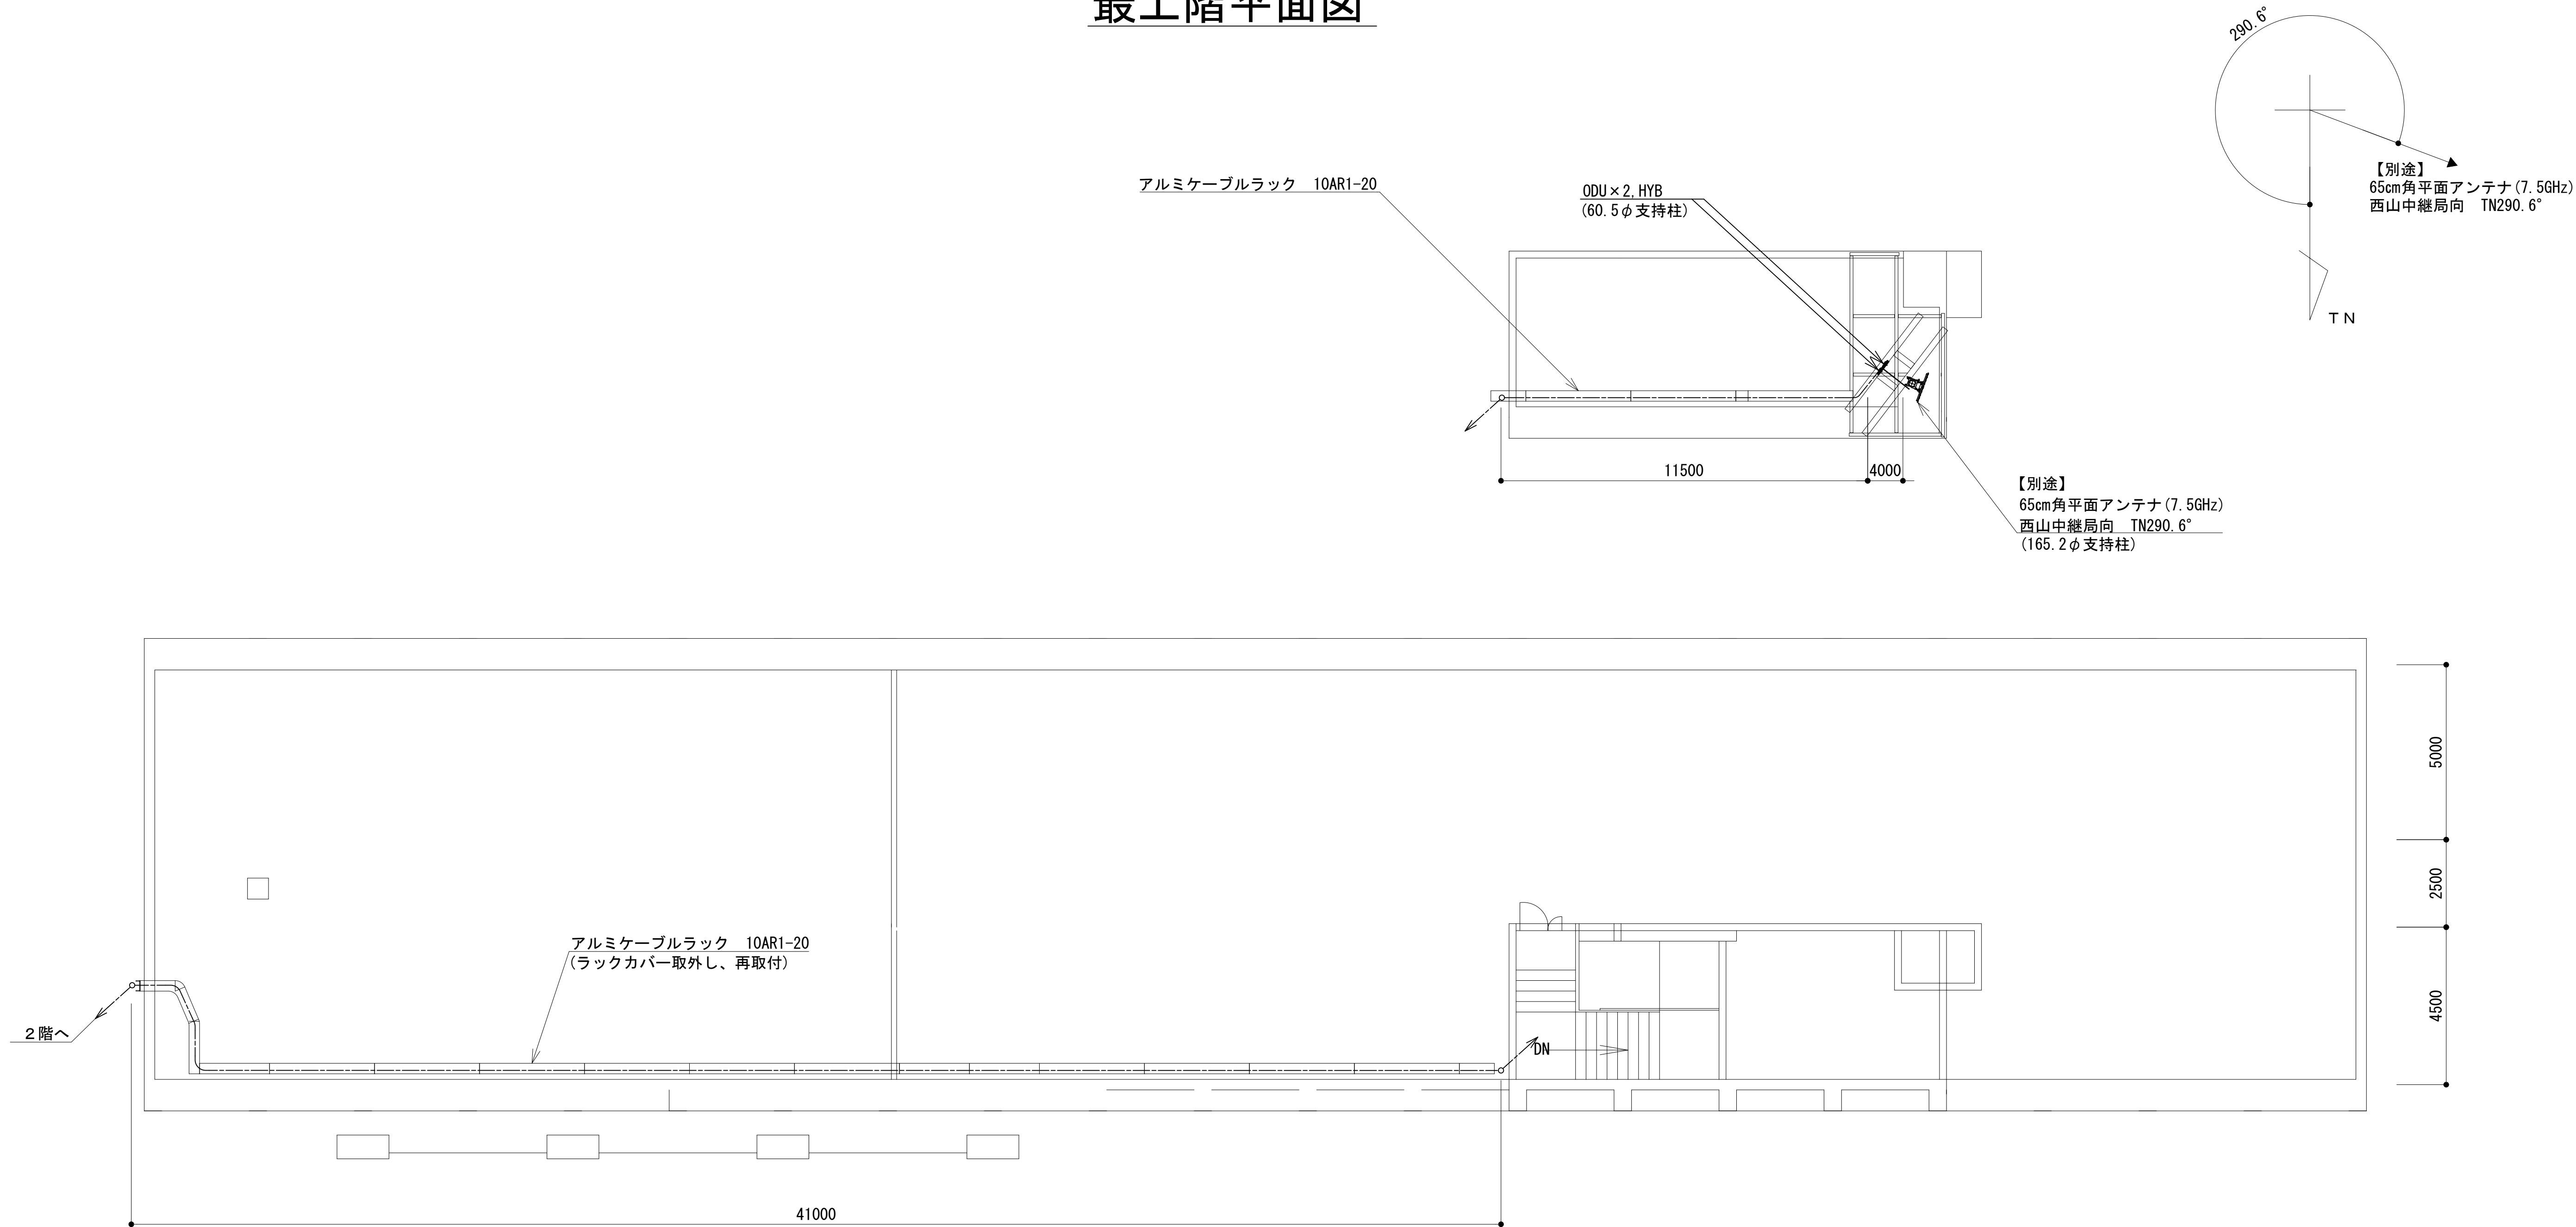 最上階平面図
290.6°
【別途】
65cm角平面アンテナ(7.5GHz)
西山中継局向　TN290.6°
TN
アルミケーブルラック　10AR1-20
ODU×2,HYB
(60.5φ支持柱)
11500
4000
【別途】
65cm角平面アンテナ(7.5GHz)
西山中継局向　TN290.6°
(165.2φ支持柱)
5000
2500
4500
アルミケーブルラック　10AR1-20
(ラックカバー取外し、再取付)
2階へ
DN
41000